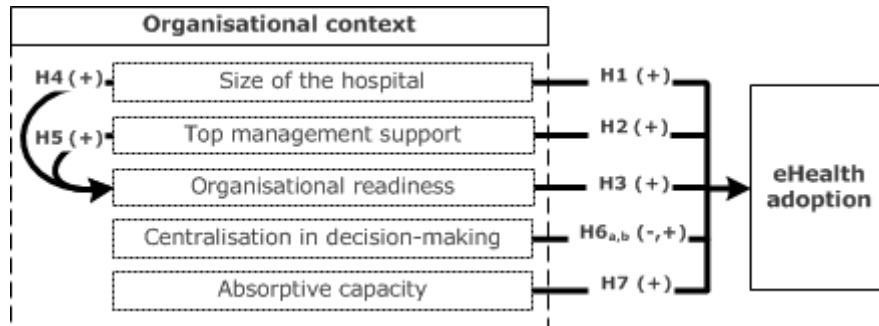 Organisational context
H4 (+) Size of the hospital H1 (+)
H5 (+) Top management support H2 (+)
Organisational readiness H3 (+)
eHealth
adoption
Centralisation in decision-making H6a,b (-,+)
Absorptive capacity H7 (+)